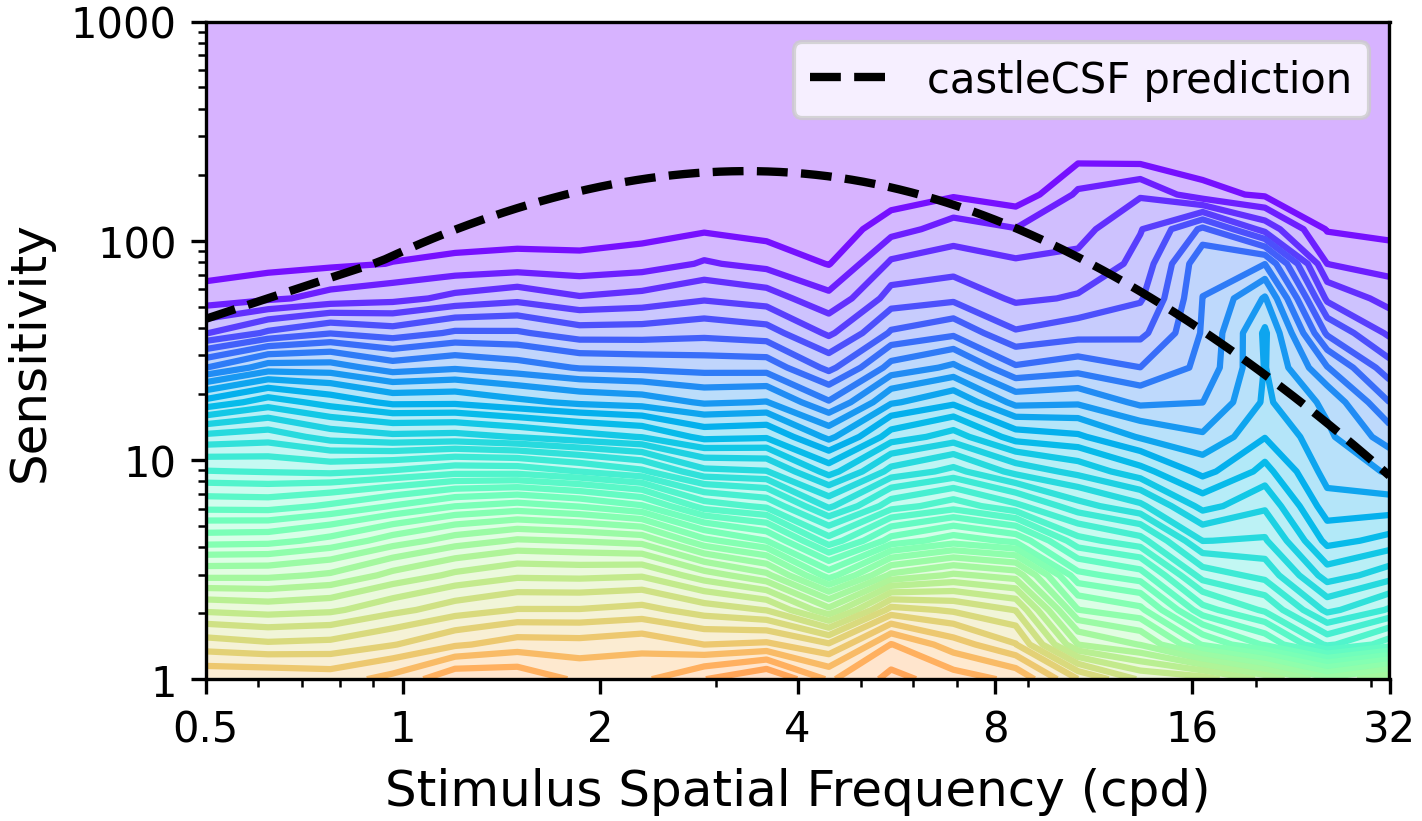 1000
100
10
1
Sensitivity
castleCSF prediction
0.5 1 2 4 8 16 32
Stimulus Spatial Frequency (cpd)